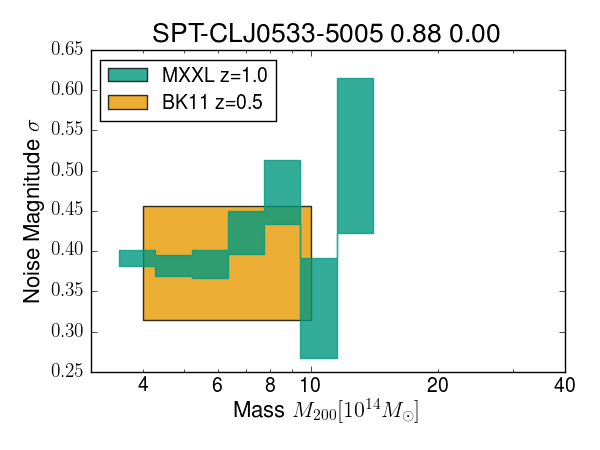 SPT-CLJ0533-5005 0.88 0.00
MXXL z=1.0
BK11 z=0.5
Noise Magnitude σ
0.65
0.60
0.55
0.50
0.45
0.40
0.35
0.30
0.25
4 6 8 10 20 40
Mass M₂₀₀[10¹⁴M☉]